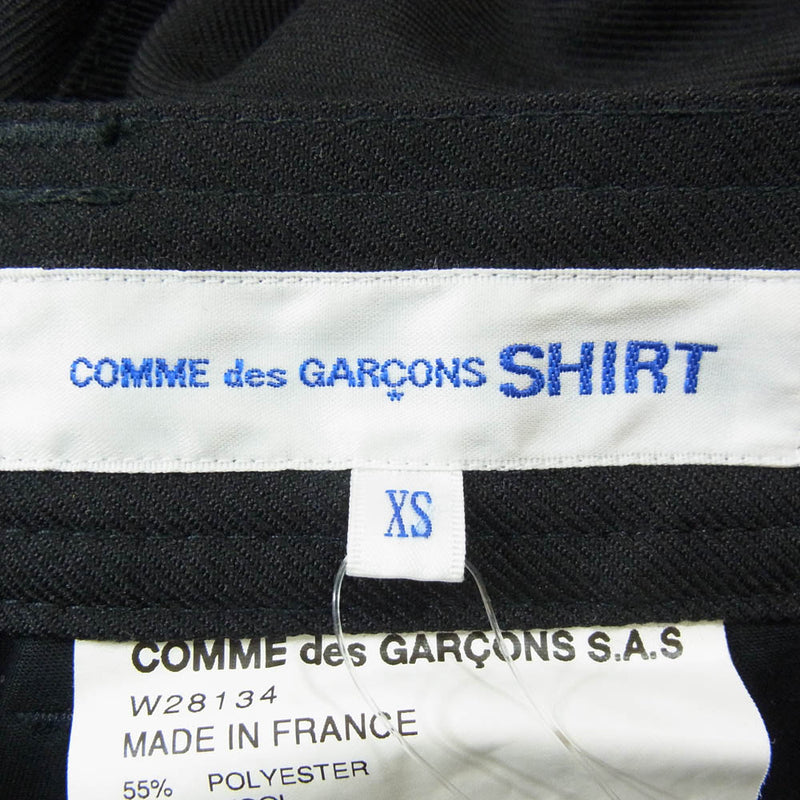 COMME des GARÇONS SHIRT
XS
COMME des GARÇONS S.A.S
W28134
MADE IN FRANCE
55% POLYESTER